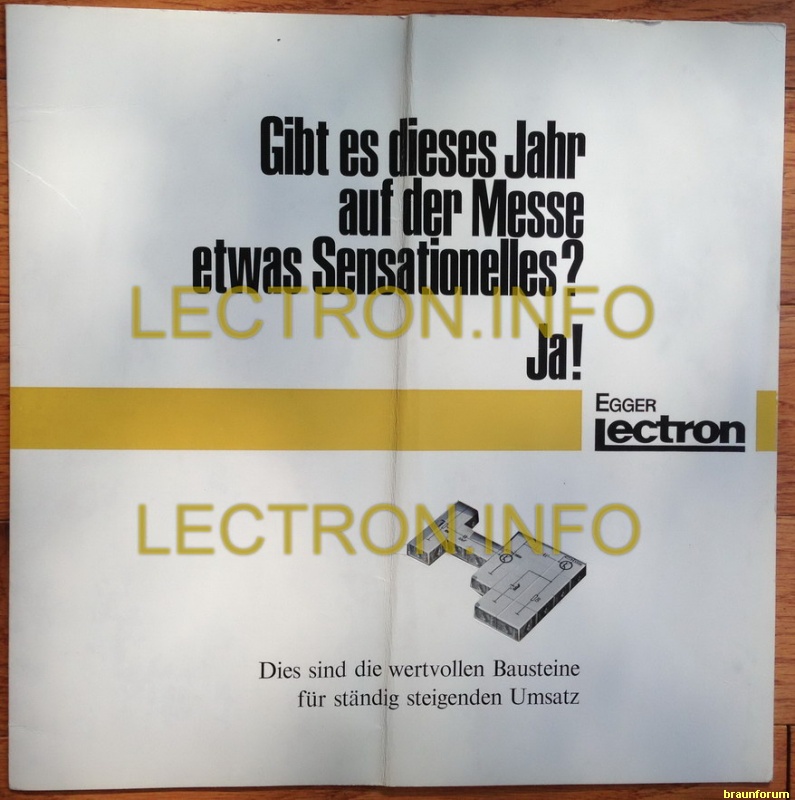 Gibt es dieses Jahr
auf der Messe
etwas Sensationelles?
LECTRON.INFO
Ja!
EGGER
Lectron
LECTRON.INFO
Dies sind die wertvollen Bausteine
für ständig steigenden Umsatz
braunforum